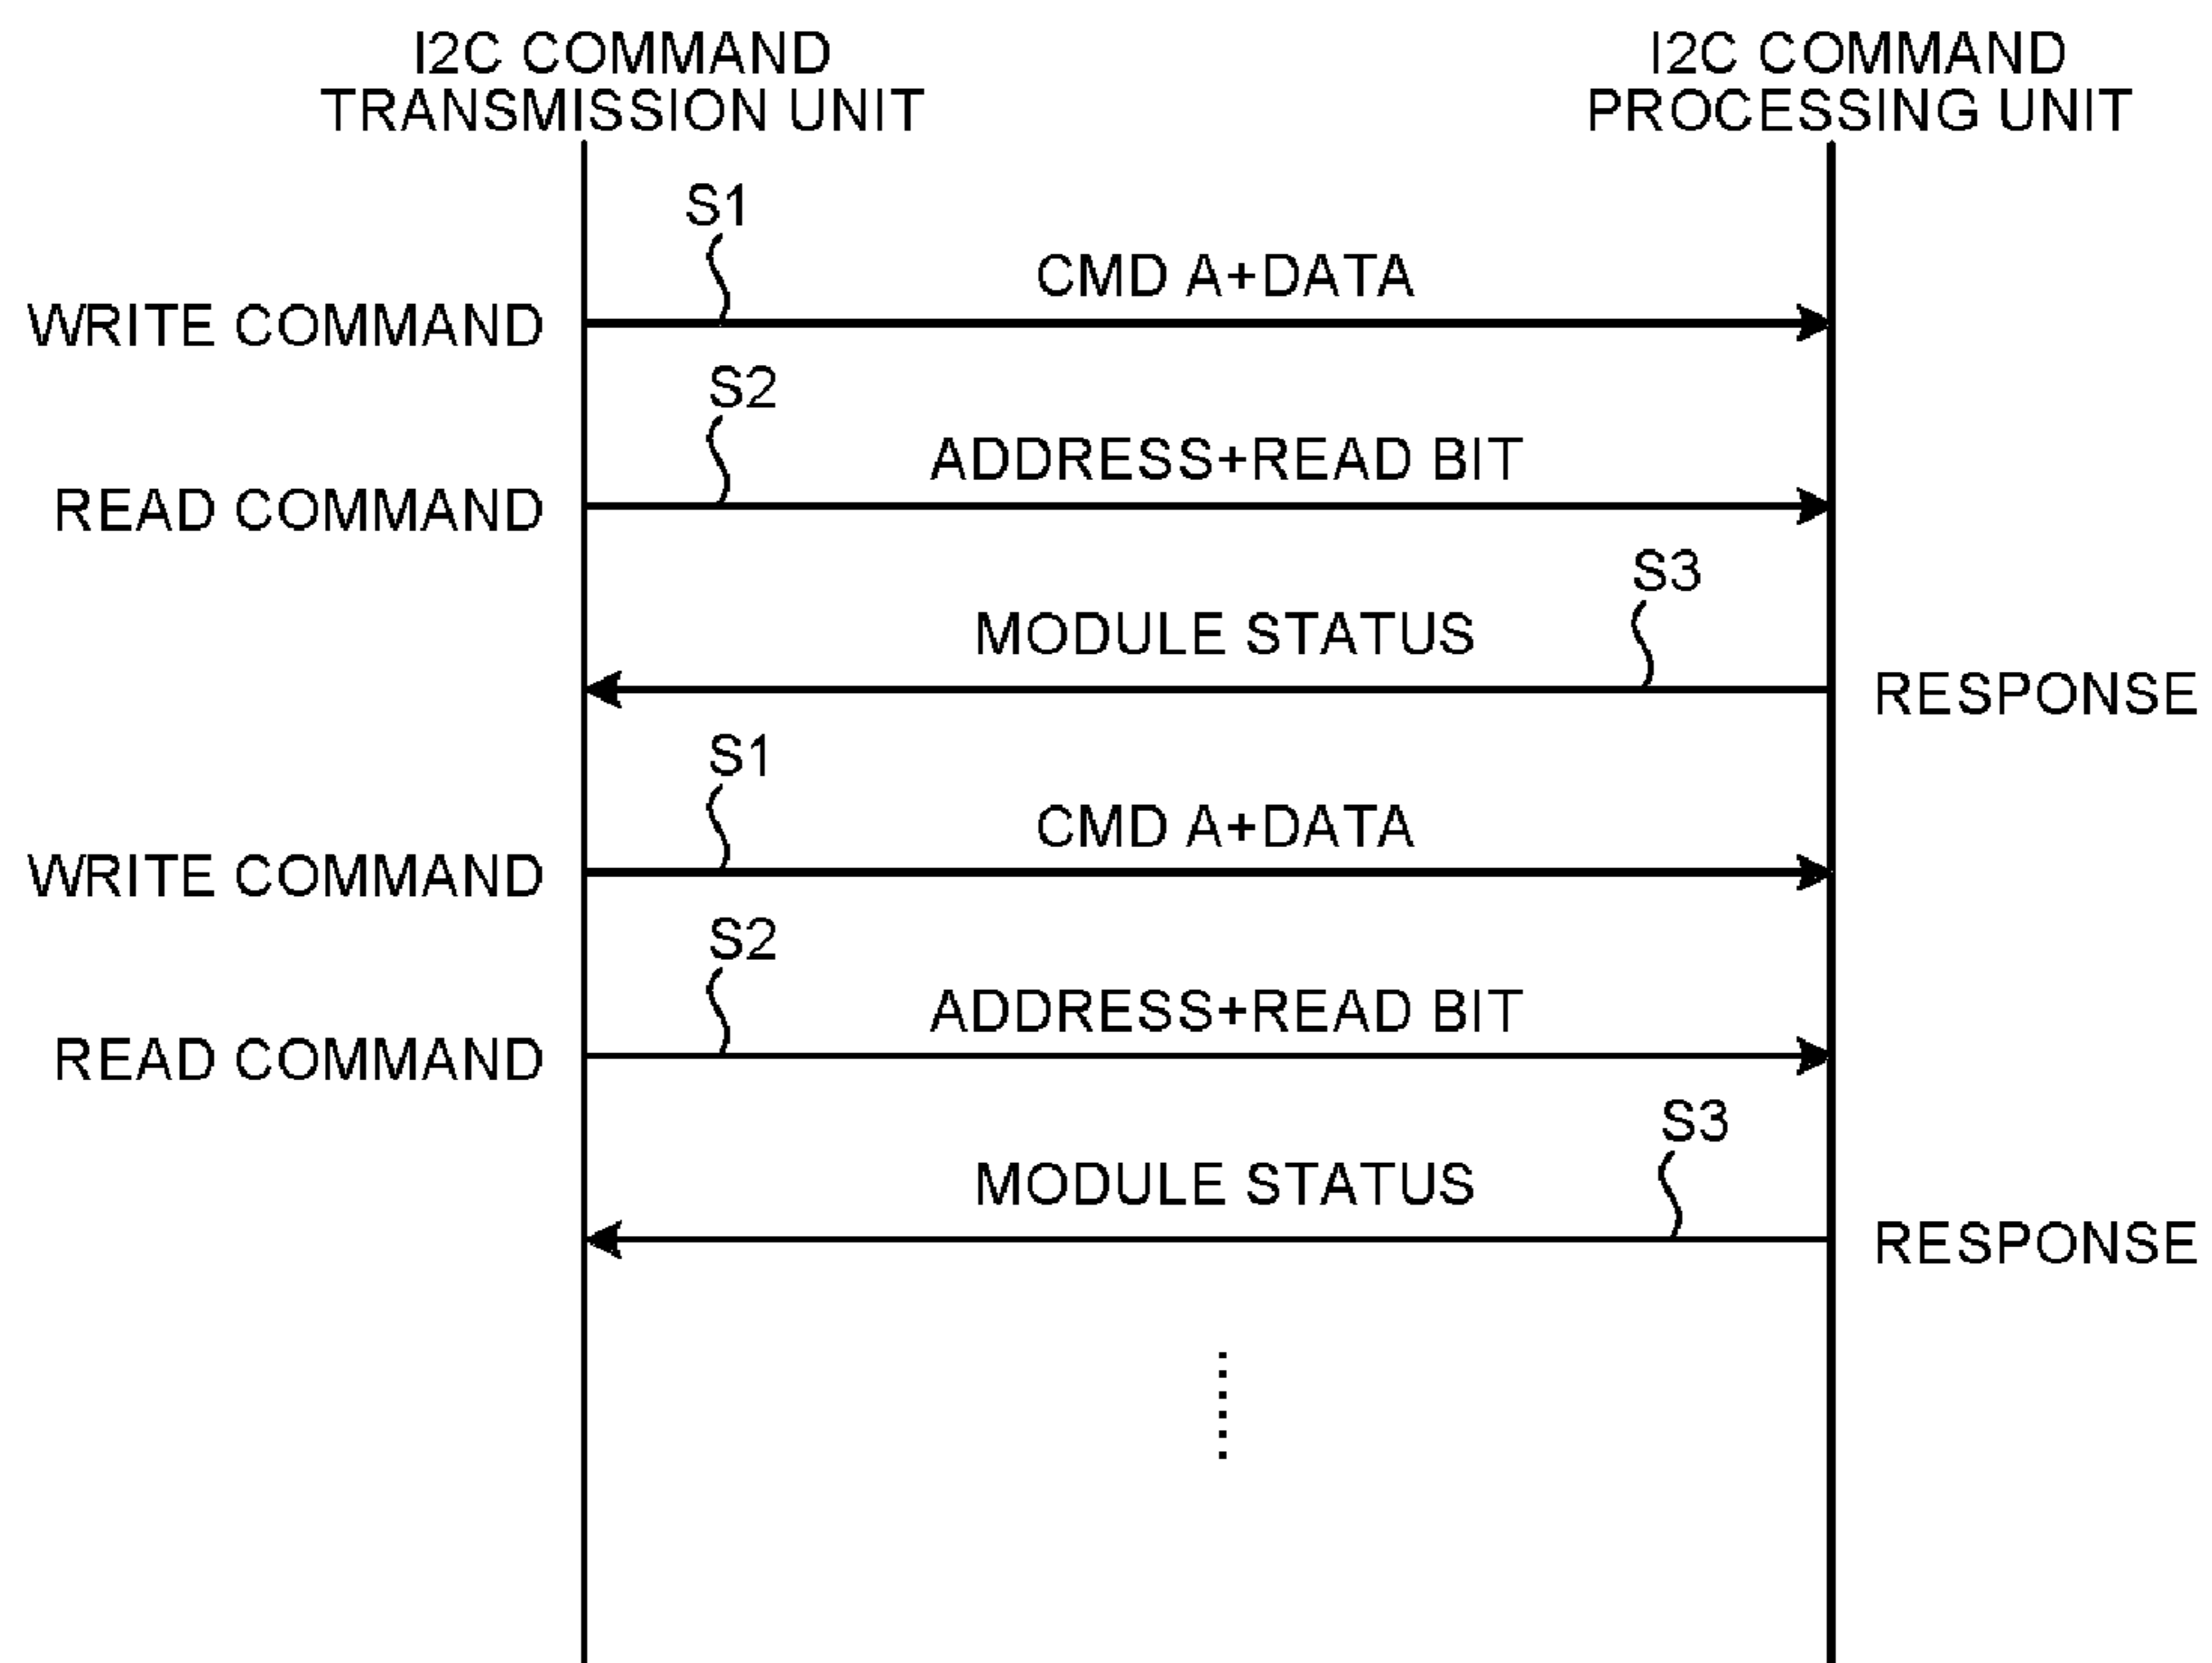 I2C COMMAND
TRANSMISSION UNIT
I2C COMMAND
PROCESSING UNIT
S1
CMD A+DATA
WRITE COMMAND
S2
ADDRESS+READ BIT
READ COMMAND
S3
MODULE STATUS
RESPONSE
S1
CMD A+DATA
WRITE COMMAND
S2
ADDRESS+READ BIT
READ COMMAND
S3
MODULE STATUS
RESPONSE